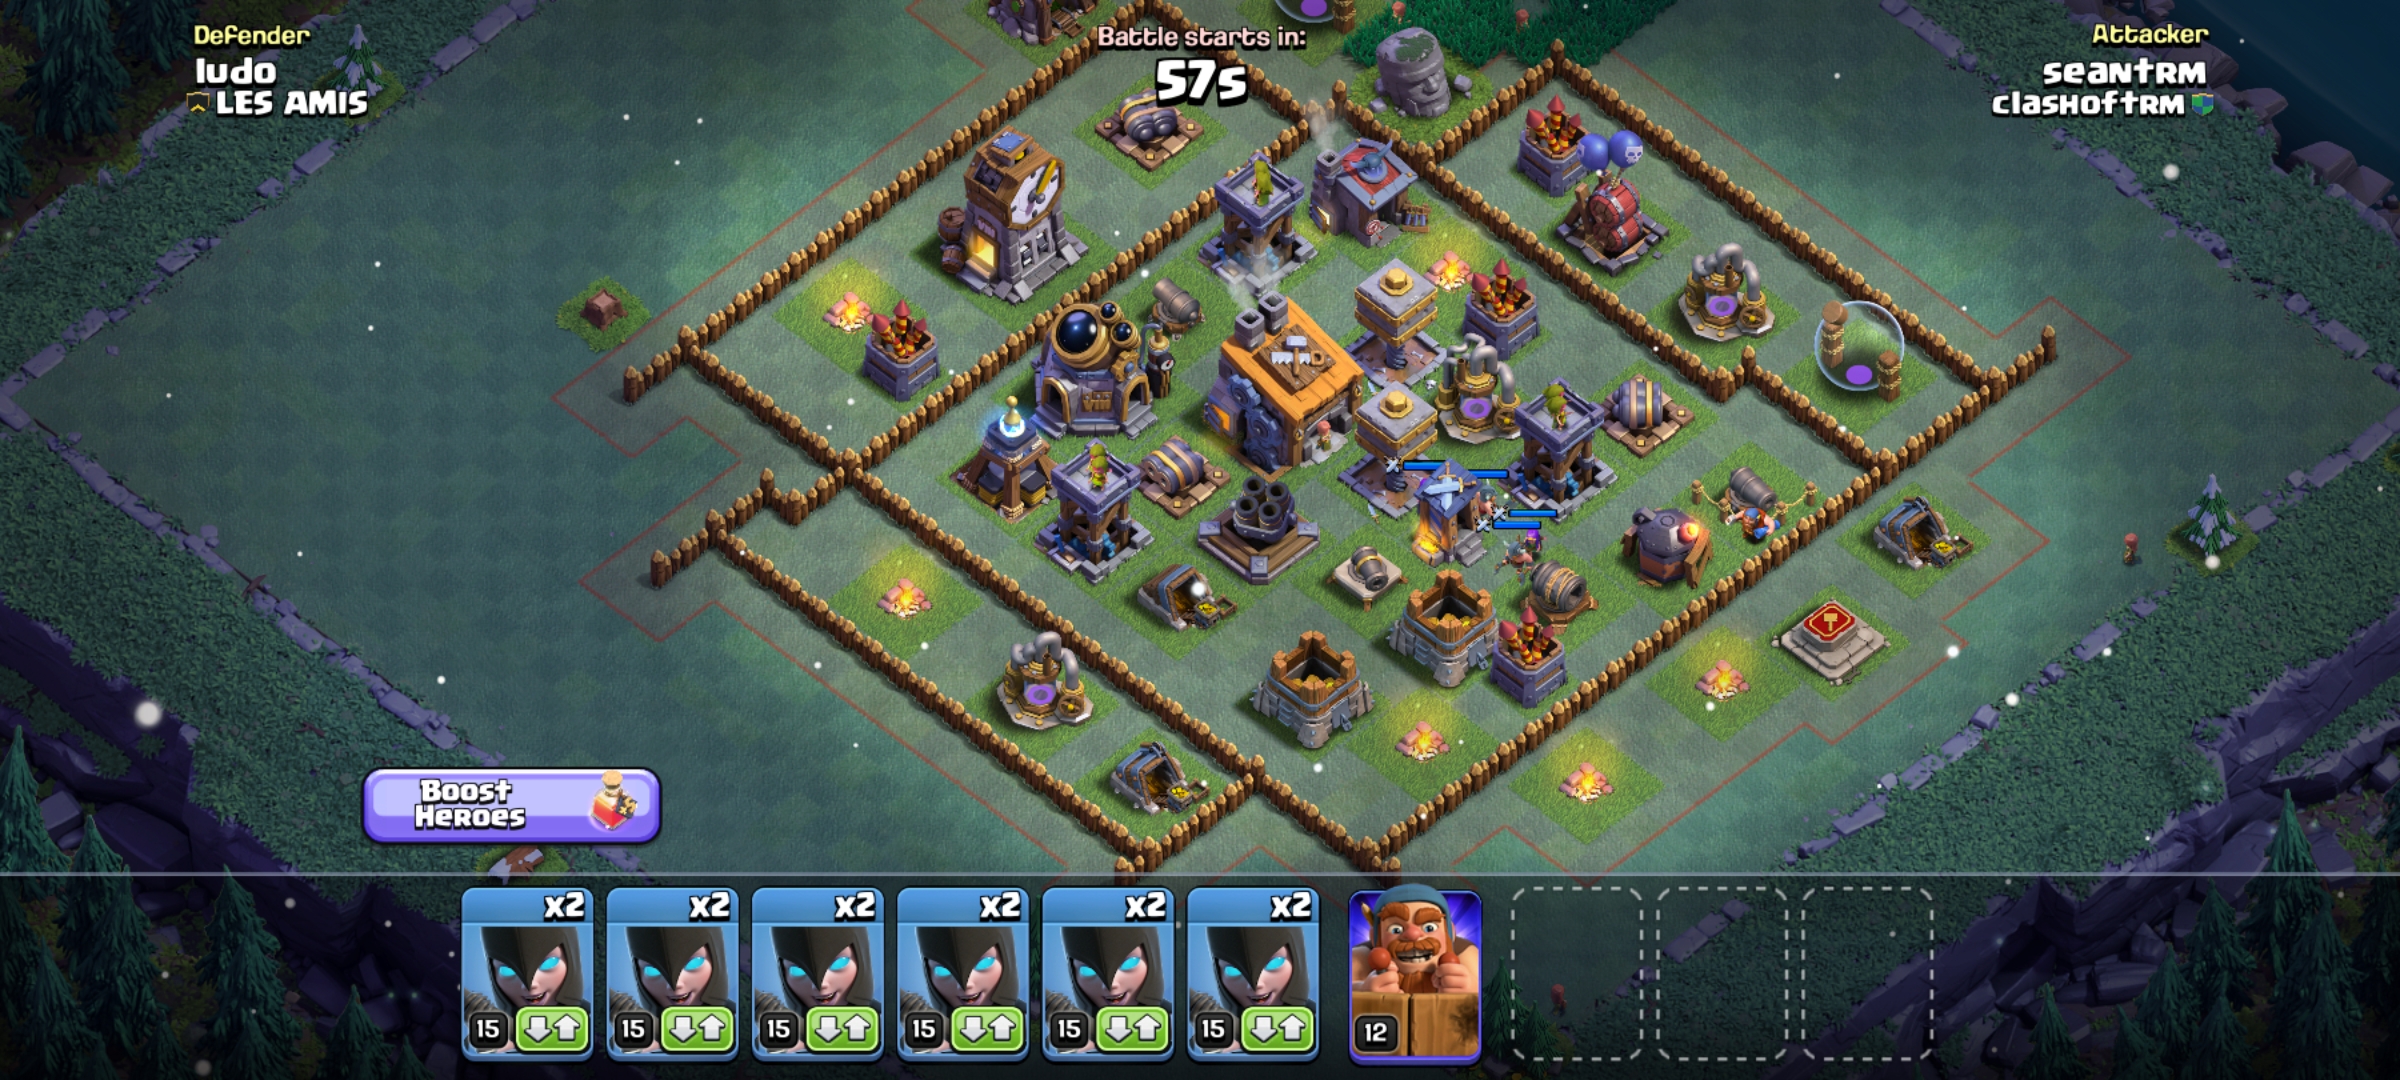 Defender
ludo
LES AMIS
Battle starts in:
57s
Attacker
seantRM
clashoftRM
Boost
Heroes
x2
x2
x2
x2
x2
x2
15
15
15
15
15
15
12